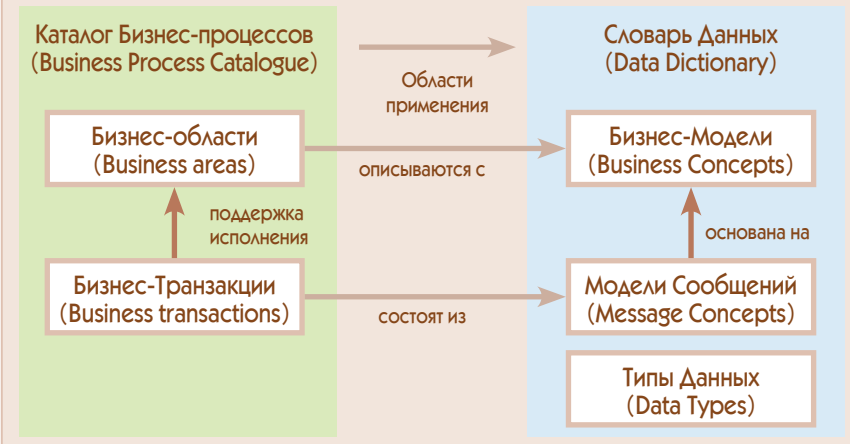 Каталог Бизнес-процессов
(Business Process Catalogue)
Словарь Данных
(Data Dictionary)
Области
применения
Бизнес-области
(Business areas)
описываются с
Бизнес-Модели
(Business Concepts)
поддержка
исполнения
основана на
Бизнес-Транзакции
(Business transactions)
состоят из
Модели Сообщений
(Message Concepts)
Типы Данных
(Data Types)